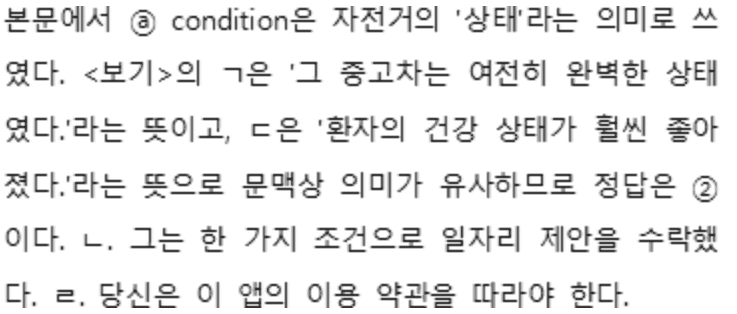 본문에서 ⓐ condition은 자전거의 '상태'라는 의미로 쓰
였다. <보기>의 ㄱ은 '그 중고차는 여전히 완벽한 상태
였다.'라는 뜻이고, ㄷ은 '환자의 건강 상태가 훨씬 좋아
졌다.'라는 뜻으로 문맥상 의미가 유사하므로 정답은 ②
이다. ㄴ. 그는 한 가지 조건으로 일자리 제안을 수락했
다. ㄹ. 당신은 이 앱의 이용 약관을 따라야 한다.